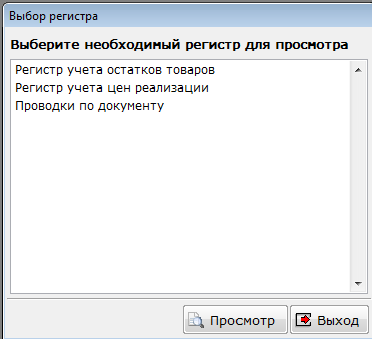 Выбор регистра
Выберите необходимый регистр для просмотра
Регистр учета остатков товаров
Регистр учета цен реализации
Проводки по документу
Просмотр
Выход